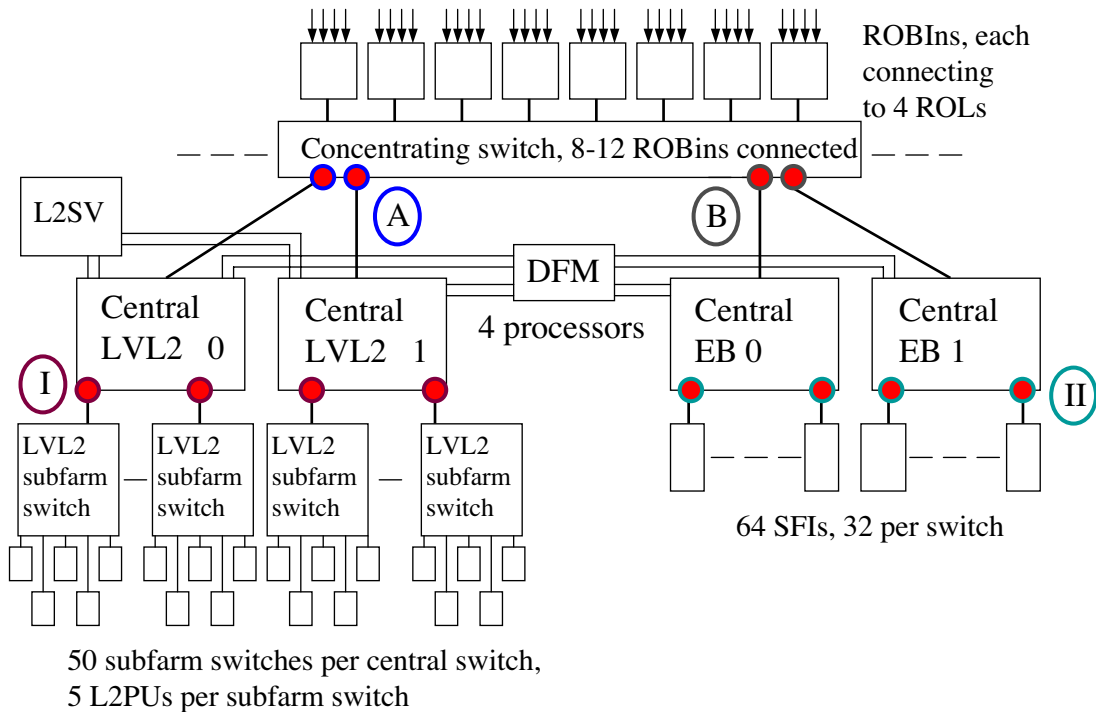 ROBIns, each
connecting
to 4 ROLs
Concentrating switch, 8-12 ROBins connected
L2SV
A
B
DFM
4 processors
Central
LVL2 0
Central
LVL2 1
Central
EB 0
Central
EB 1
I
II
LVL2
subfarm
switch
LVL2
subfarm
switch
LVL2
subfarm
switch
LVL2
subfarm
switch
64 SFIs, 32 per switch
50 subfarm switches per central switch,
5 L2PUs per subfarm switch